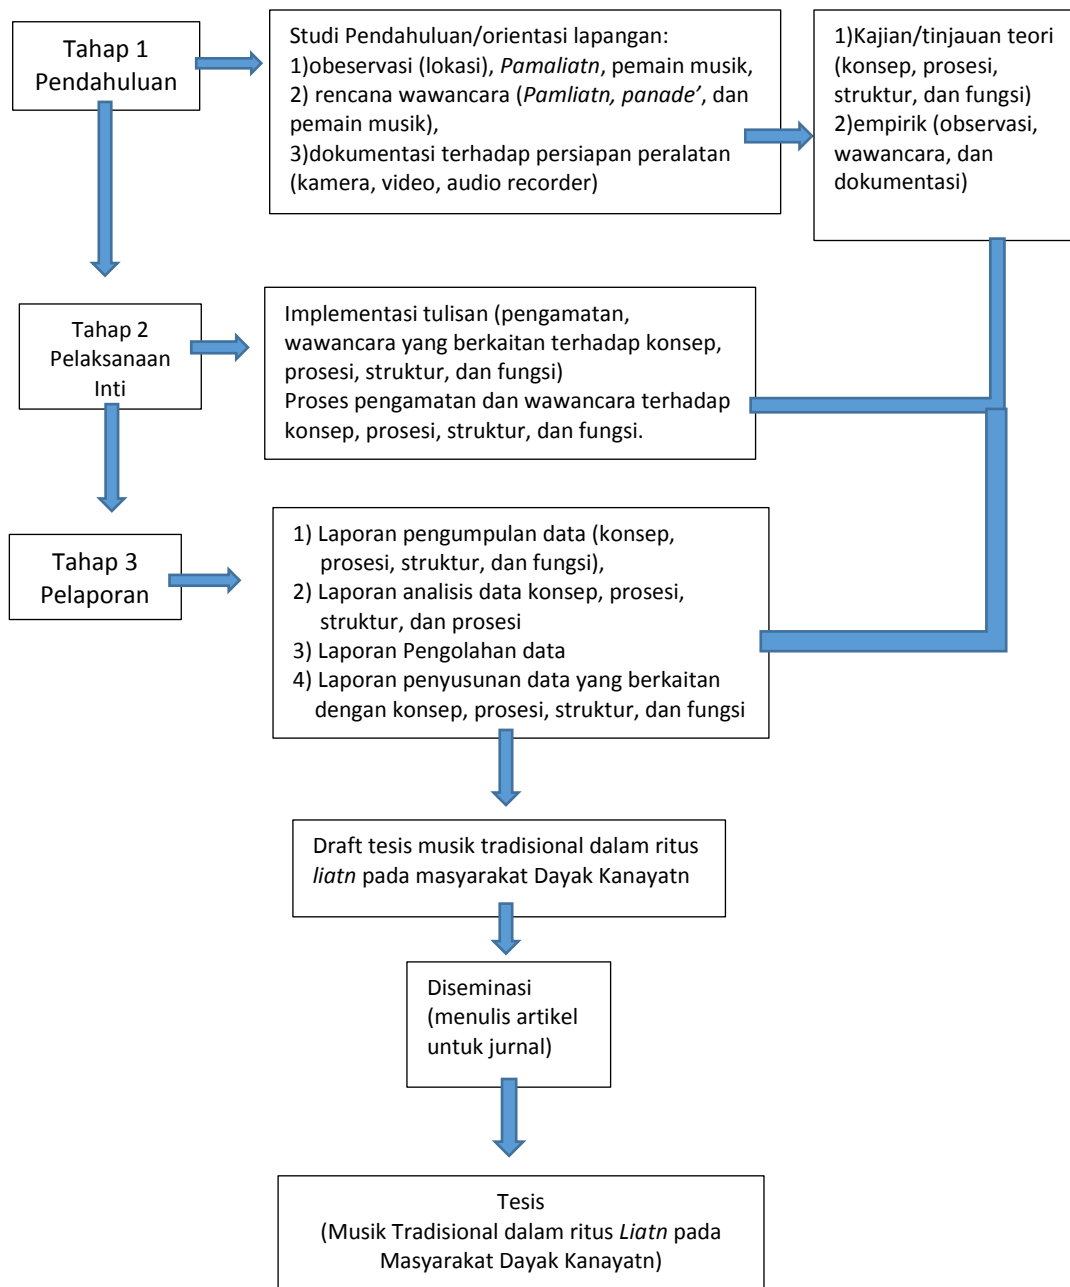 Tahap 1
Pendahuluan
Studi Pendahuluan/orientasi lapangan:
1)obeservasi (lokasi), Pamaliatn, pemain musik,
2) rencana wawancara (Pamliatn, panade’, dan
pemain musik),
3)dokumentasi terhadap persiapan peralatan
(kamera, video, audio recorder)
1)Kajian/tinjauan teori
(konsep, prosesi,
struktur, dan fungsi)
2)empirik (observasi,
wawancara, dan
dokumentasi)
Tahap 2
Pelaksanaan
Inti
Implementasi tulisan (pengamatan,
wawancara yang berkaitan terhadap konsep,
prosesi, struktur, dan fungsi)
Proses pengamatan dan wawancara terhadap
konsep, prosesi, struktur, dan fungsi.
Tahap 3
Pelaporan
1) Laporan pengumpulan data (konsep,
prosesi, struktur, dan fungsi),
2) Laporan analisis data konsep, prosesi,
struktur, dan prosesi
3) Laporan Pengolahan data
4) Laporan penyusunan data yang berkaitan
dengan konsep, prosesi, struktur, dan fungsi
Draft tesis musik tradisional dalam ritus
liatn pada masyarakat Dayak Kanayatn
Diseminasi
(menulis artikel
untuk jurnal)
Tesis
(Musik Tradisional dalam ritus Liatn pada
Masyarakat Dayak Kanayatn)